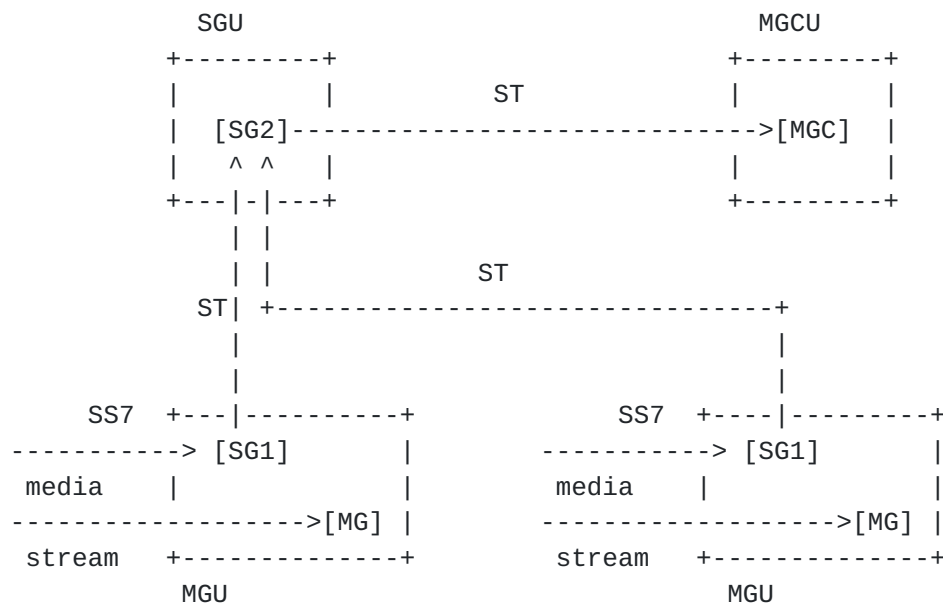 SGU MGCU
ST
[SG2] [MGC]
ST
ST
SS7 SS7
[SG1] [SG1]
media media
[MG] [MG]
stream stream
MGU MGU